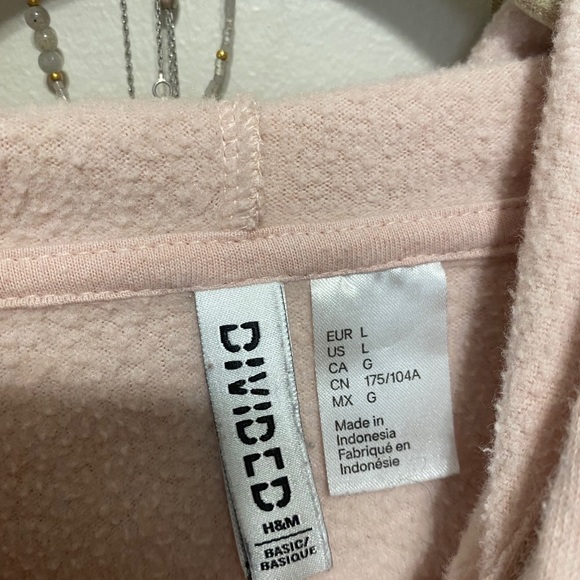 DIVIDED
H&M
BASIC/
BASIQUE
EUR L
US L
CA G
CN 175/104A
MX G
Made in
Indonesia
Fabriqué en
Indonésie